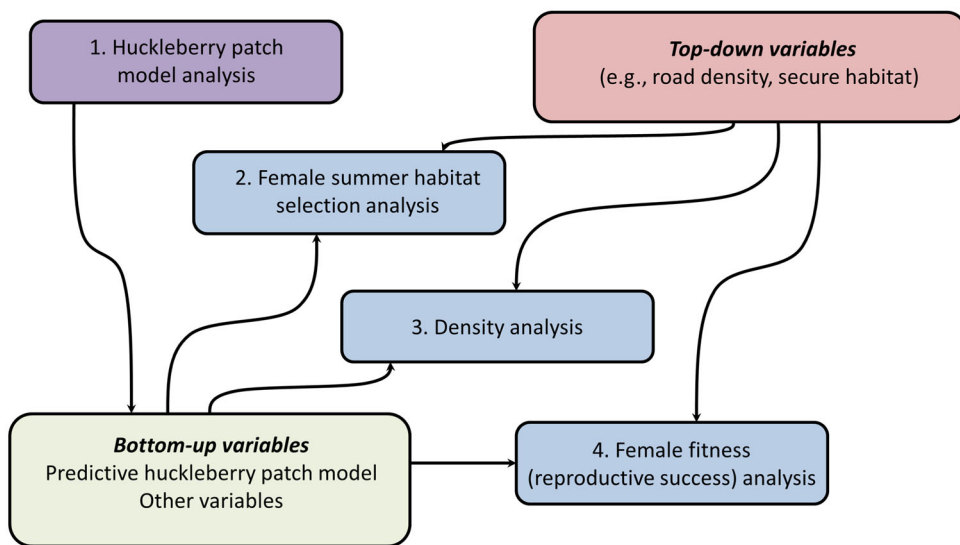 1. Huckleberry patch
model analysis
Top-down variables
(e.g., road density, secure habitat)
2. Female summer habitat
selection analysis
3. Density analysis
Bottom-up variables
Predictive huckleberry patch model
Other variables
4. Female fitness
(reproductive success) analysis